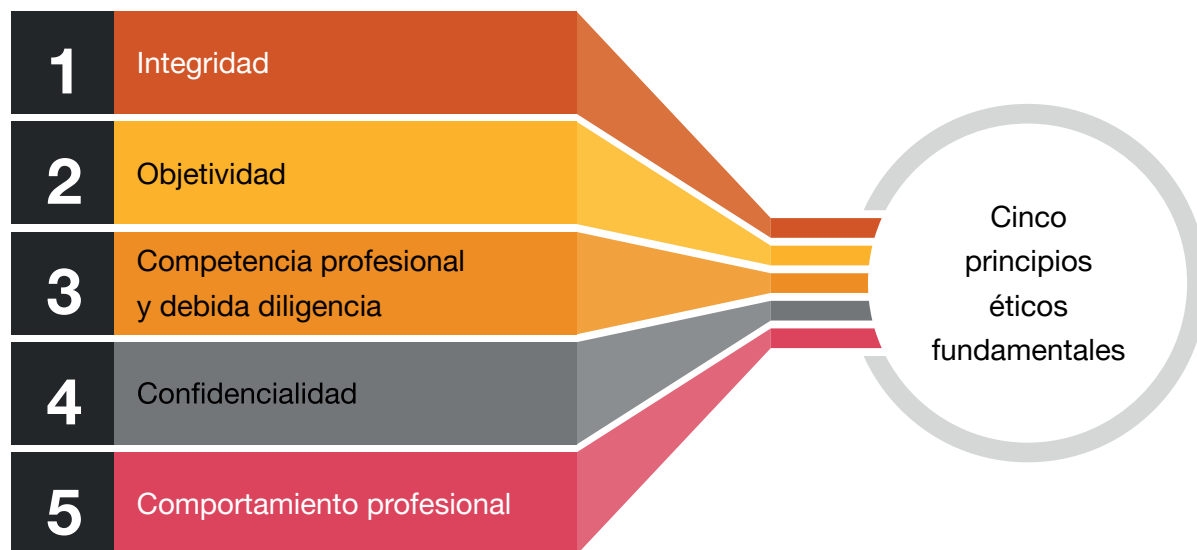 1
Integridad
2
Objetividad
3
Competencia profesional
y debida diligencia
4
Confidencialidad
5
Comportamiento profesional
Cinco
principios
éticos
fundamentales